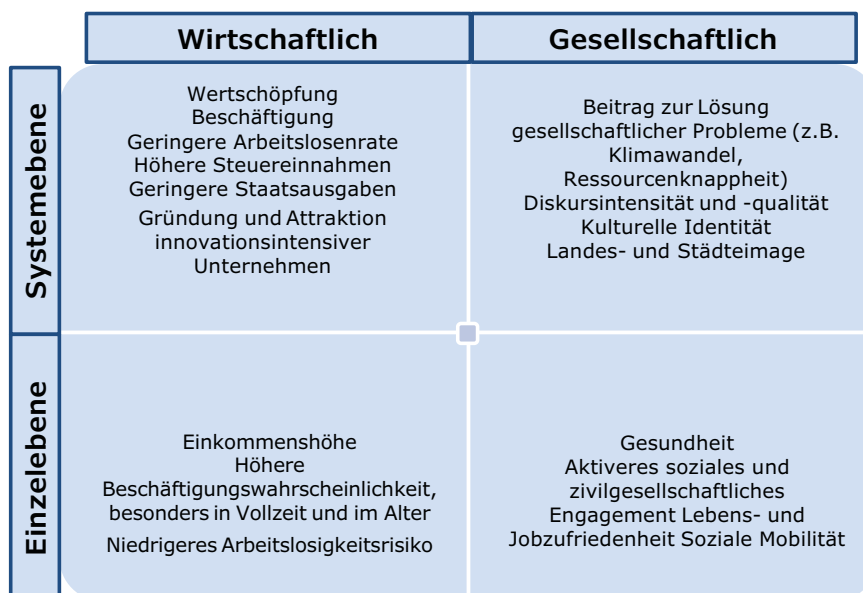 Wirtschaftlich
Gesellschaftlich
Systemebene
Wertschöpfung
Beschäftigung
Geringere Arbeitslosenrate
Höhere Steuereinnahmen
Geringere Staatsausgaben
Gründung und Attraktion
innovationsintensiver
Unternehmen
Beitrag zur Lösung
gesellschaftlicher Probleme (z.B.
Klimawandel,
Ressourcenknappheit)
Diskursintensität und -qualität
Kulturelle Identität
Landes- und Städteimage
Einzelebene
Einkommenshöhe
Höhere
Beschäftigungswahrscheinlichkeit,
besonders in Vollzeit und im Alter
Niedrigeres Arbeitslosigkeitsrisiko
Gesundheit
Aktiveres soziales und
zivilgesellschaftliches
Engagement Lebens- und
Jobzufriedenheit Soziale Mobilität